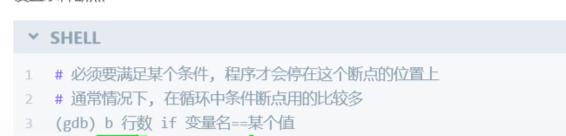 SHELL
1 # 必须要满足某个条件, 程序才会停在这个断点的位置上
2 # 通常情况下, 在循环中条件断点用的比较多
3 (gdb) b 行数 if 变量名==某个值